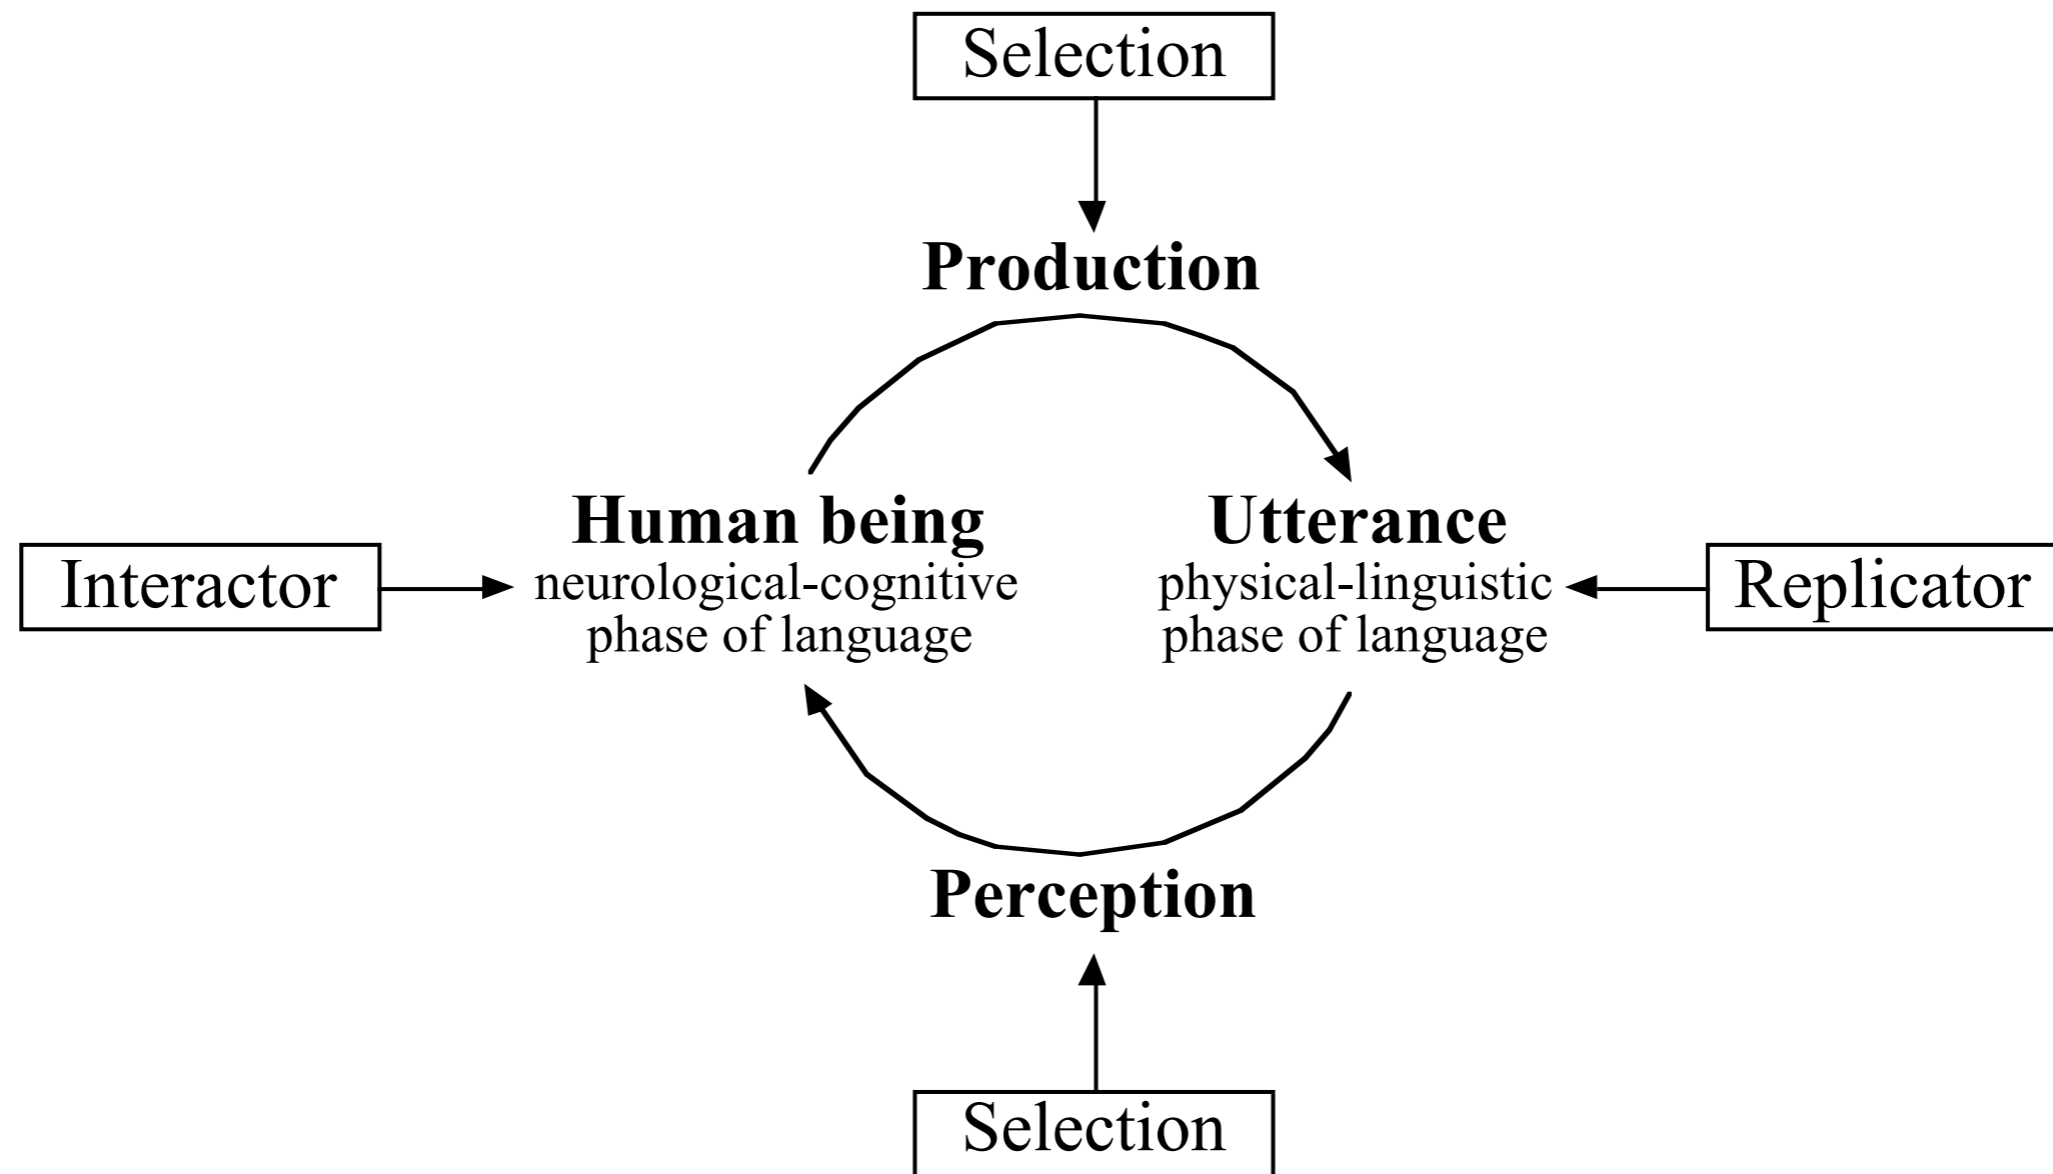 Selection
Production
Human being
neurological-cognitive
phase of language
Utterance
physical-linguistic
phase of language
Interactor
Replicator
Perception
Selection